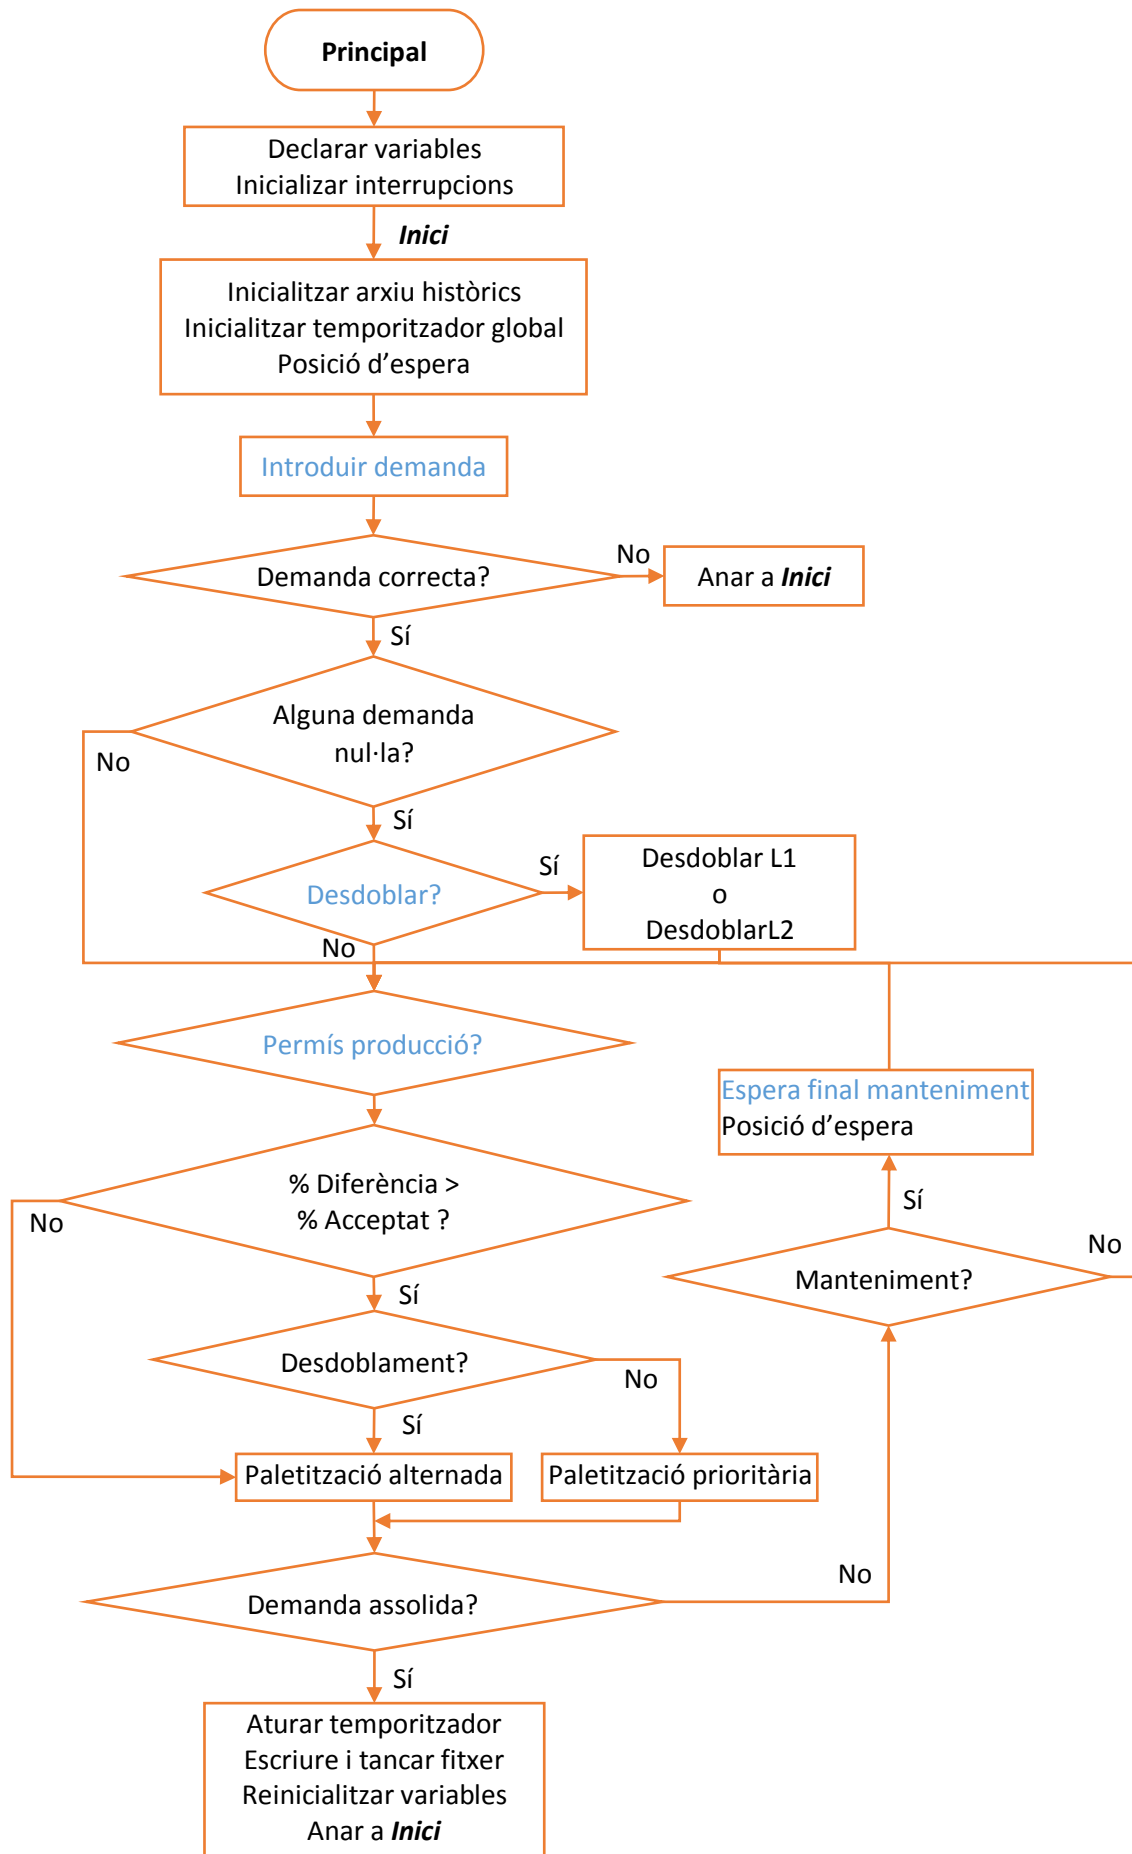 Principal
Declarar variables
Inicializar interrupcions
Inici
Inicialitzar arxiu històrics
Inicialitzar temporitzador global
Posició d’espera
Introduir demanda
Demanda correcta?
No
Anar a Inici
Sí
Alguna demanda
nul·la?
No
Sí
Desdoblar?
Sí
Desdoblar L1
o
DesdoblarL2
No
Permís producció?
Espera final manteniment
Posició d’espera
% Diferència >
% Acceptat ?
No
Sí
Manteniment?
No
Sí
Desdoblament?
No
Sí
Paletització alternada
Paletització prioritària
Demanda assolida?
No
Sí
Aturar temporitzador
Escriure i tancar fitxer
Reinicialitzar variables
Anar a Inici